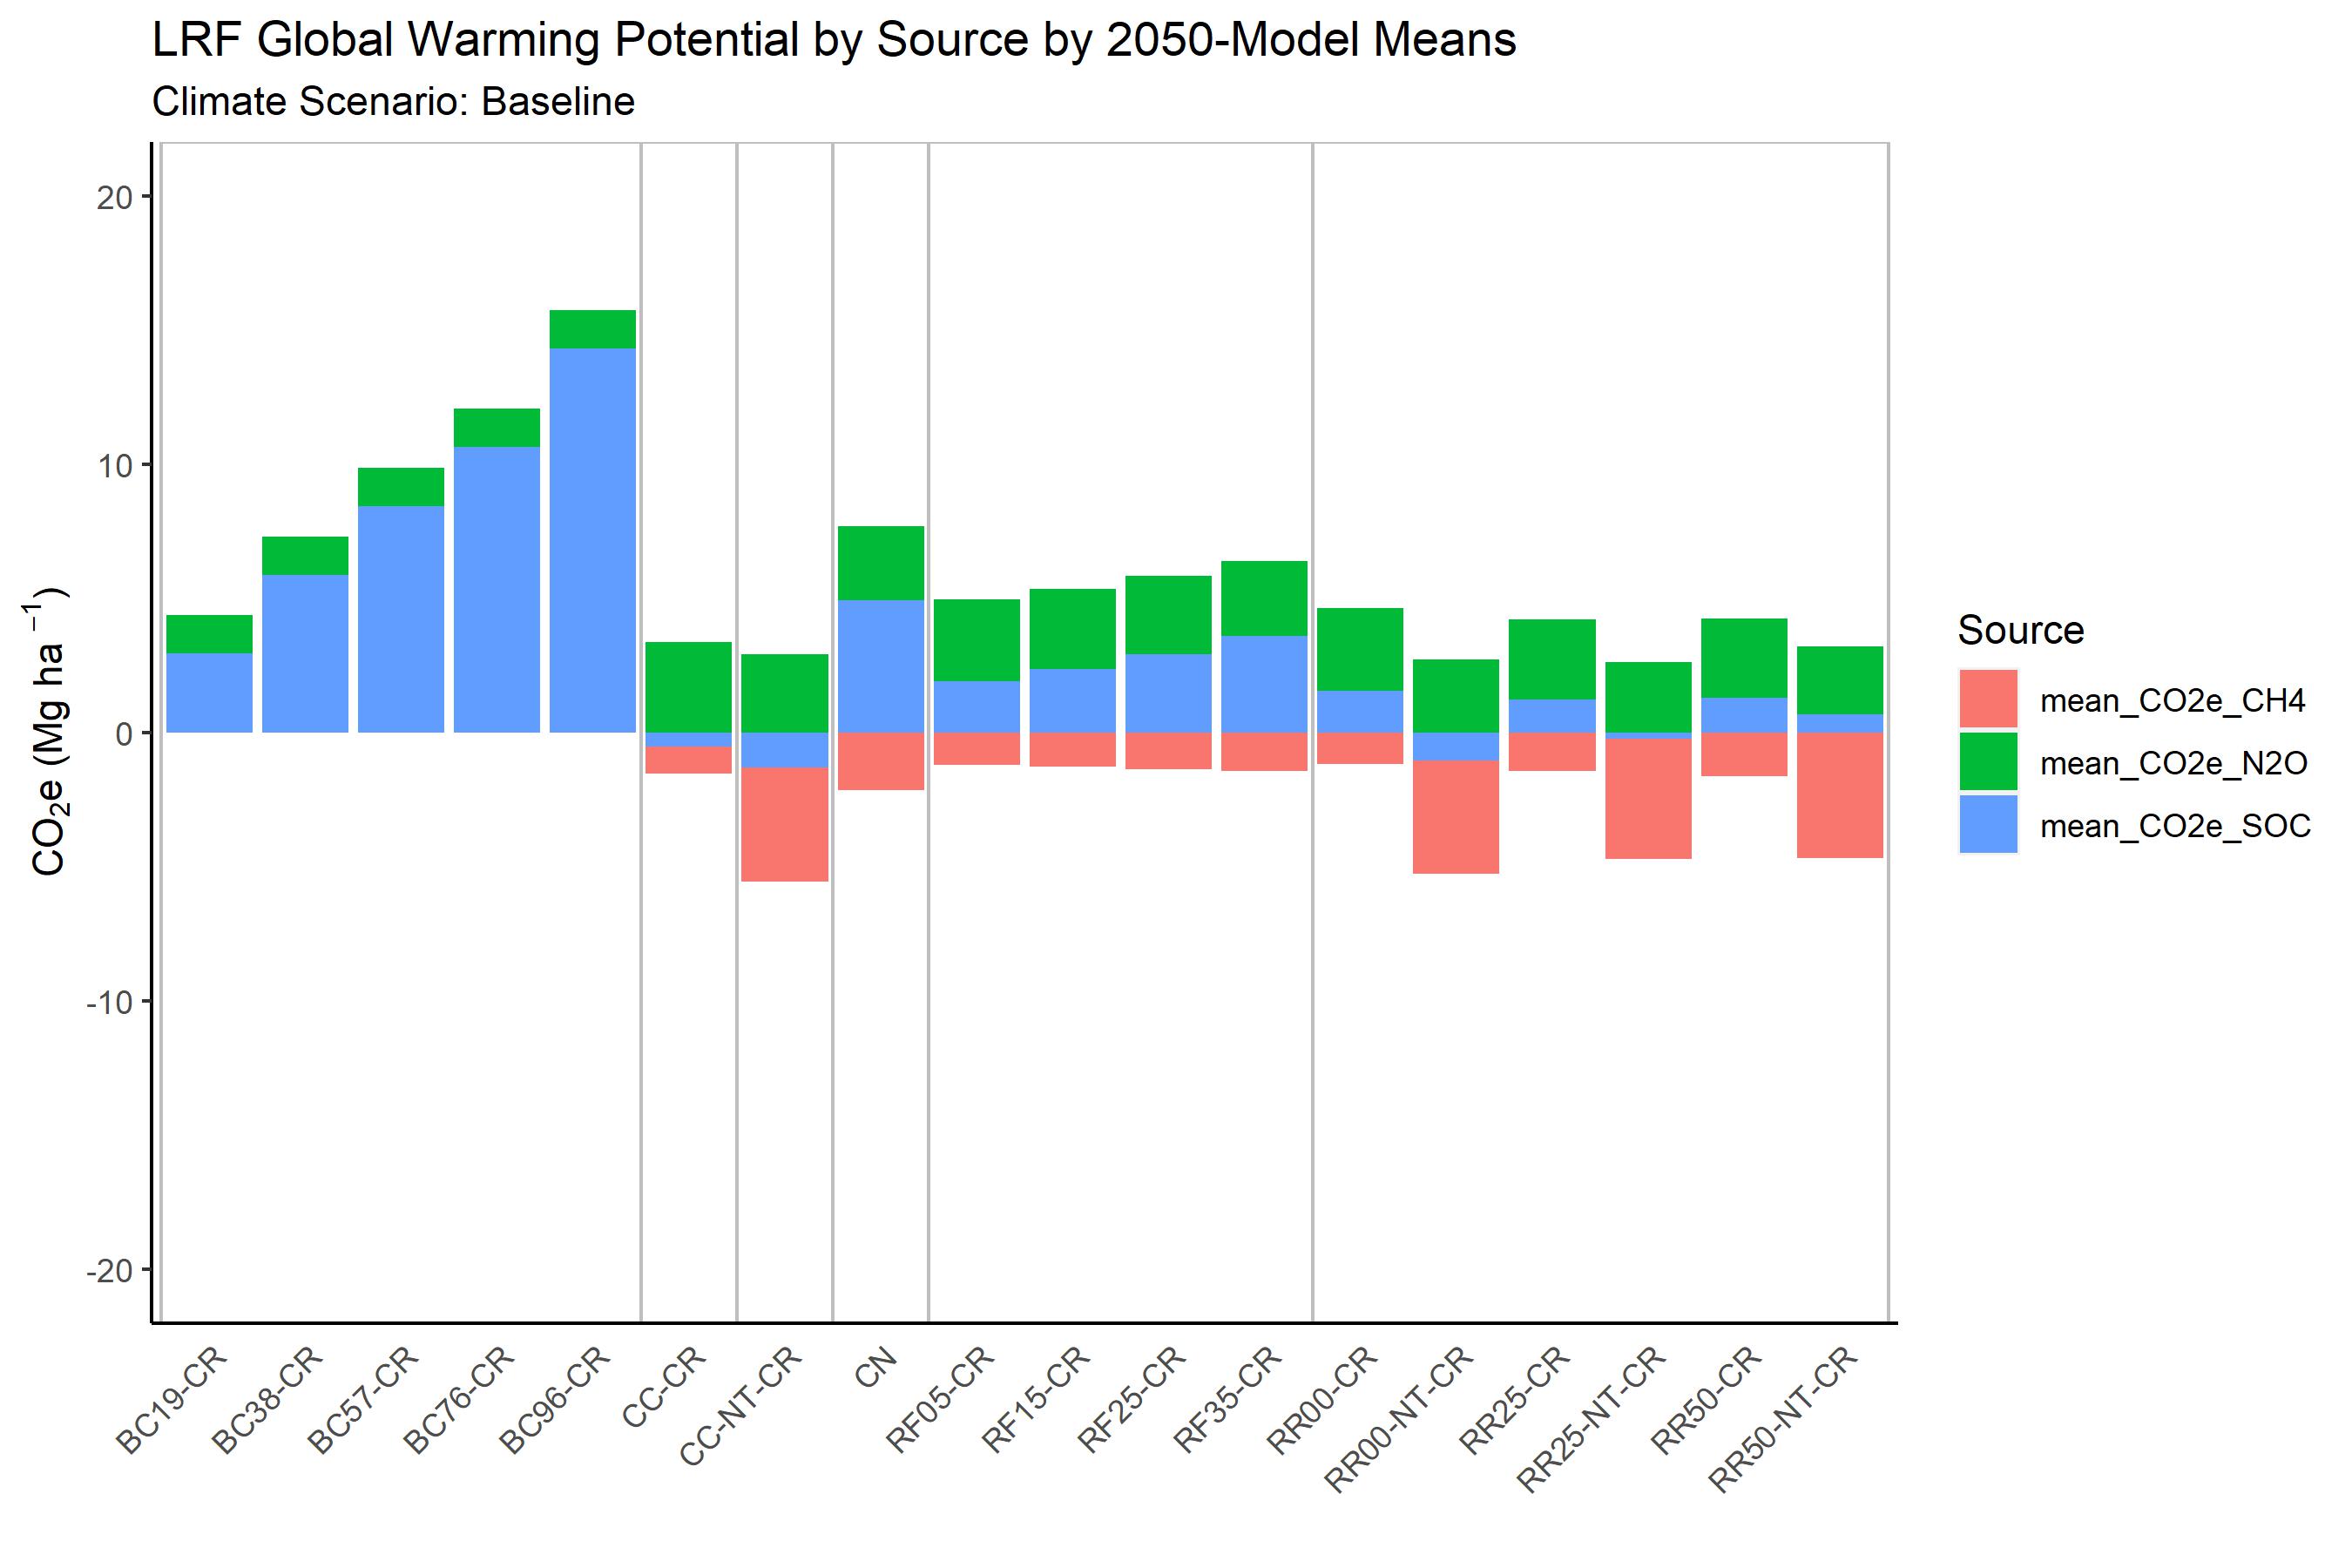 LRF Global Warming Potential by Source by 2050-Model Means
Climate Scenario: Baseline
CO₂e (Mg ha ⁻¹)
20
10
0
-10
-20
BC19-CR
BC38-CR
BC57-CR
BC76-CR
BC96-CR
CC-CR
CC-NT-CR
CN
RF05-CR
RF15-CR
RF25-CR
RF35-CR
RR00-CR
RR00-NT-CR
RR25-CR
RR25-NT-CR
RR50-CR
RR50-NT-CR
Source
mean_CO2e_CH4
mean_CO2e_N2O
mean_CO2e_SOC